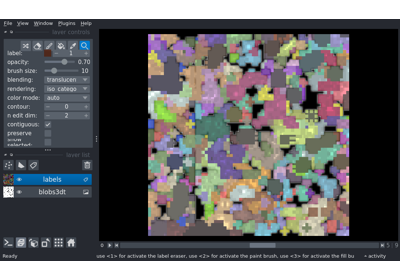 File View Window Plugins Help
layer controls
label: 1
opacity: 0.70
brush size: 10
blending: translucen
rendering: iso_catego
color mode: auto
contour: 0
n edit dim: 2
contiguous:
preserve
show
selected:
layer list
labels
blobs3dt
Ready
use <1> for activate the label eraser, use <2> for activate the paint brush, use <3> for activate the fill bu
activity